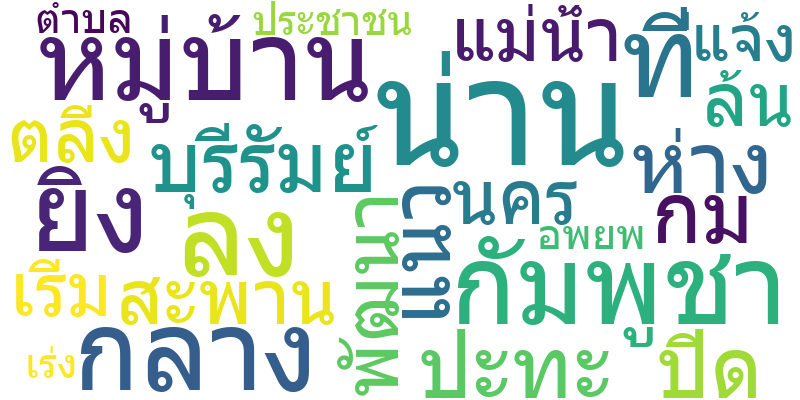 ตำบล
ประชาชน
แม่น้ำ
ที่
แจ้ง
หมู่บ้าน
น่าน
ล้น
ตลิ่ง
บุรีรัมย์
ห่าง
ยิง
ลง
นคร
กม
พัฒนา
แนว
อพยพ
เริ่ม
สะพาน
กัมพูชา
กลาง
เร่ง
ปะทะ
ปิด